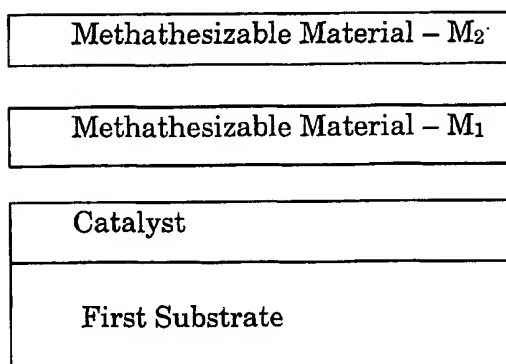 Methathesizable Material – M₂
Methathesizable Material – M₁
Catalyst
First Substrate